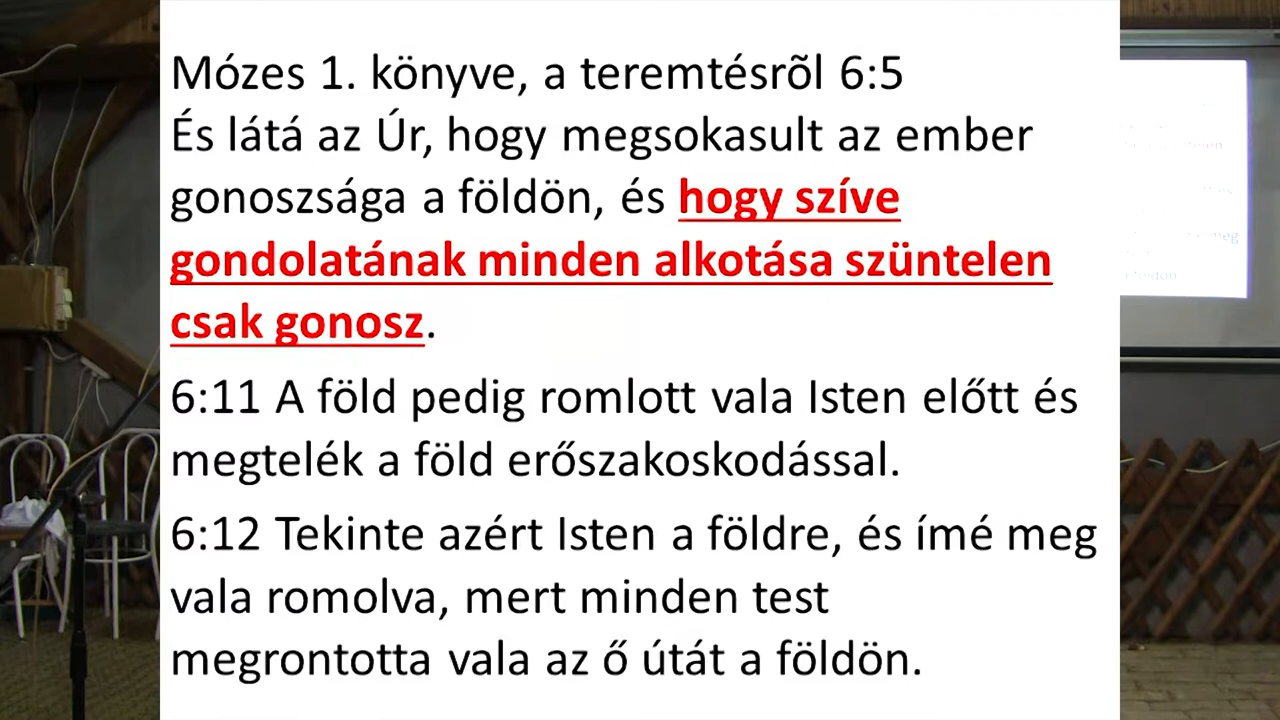 Mózes 1. könyve, a teremtésrõl 6:5
És látá az Úr, hogy megsokasult az ember
gonoszsága a földön, és hogy szíve
gondolatának minden alkotása szüntelen
csak gonosz.
6:11 A föld pedig romlott vala Isten előtt és
megtelék a föld erőszakoskodással.
6:12 Tekinte azért Isten a földre, és ímé meg
vala romolva, mert minden test
megrontotta vala az ő útát a földön.